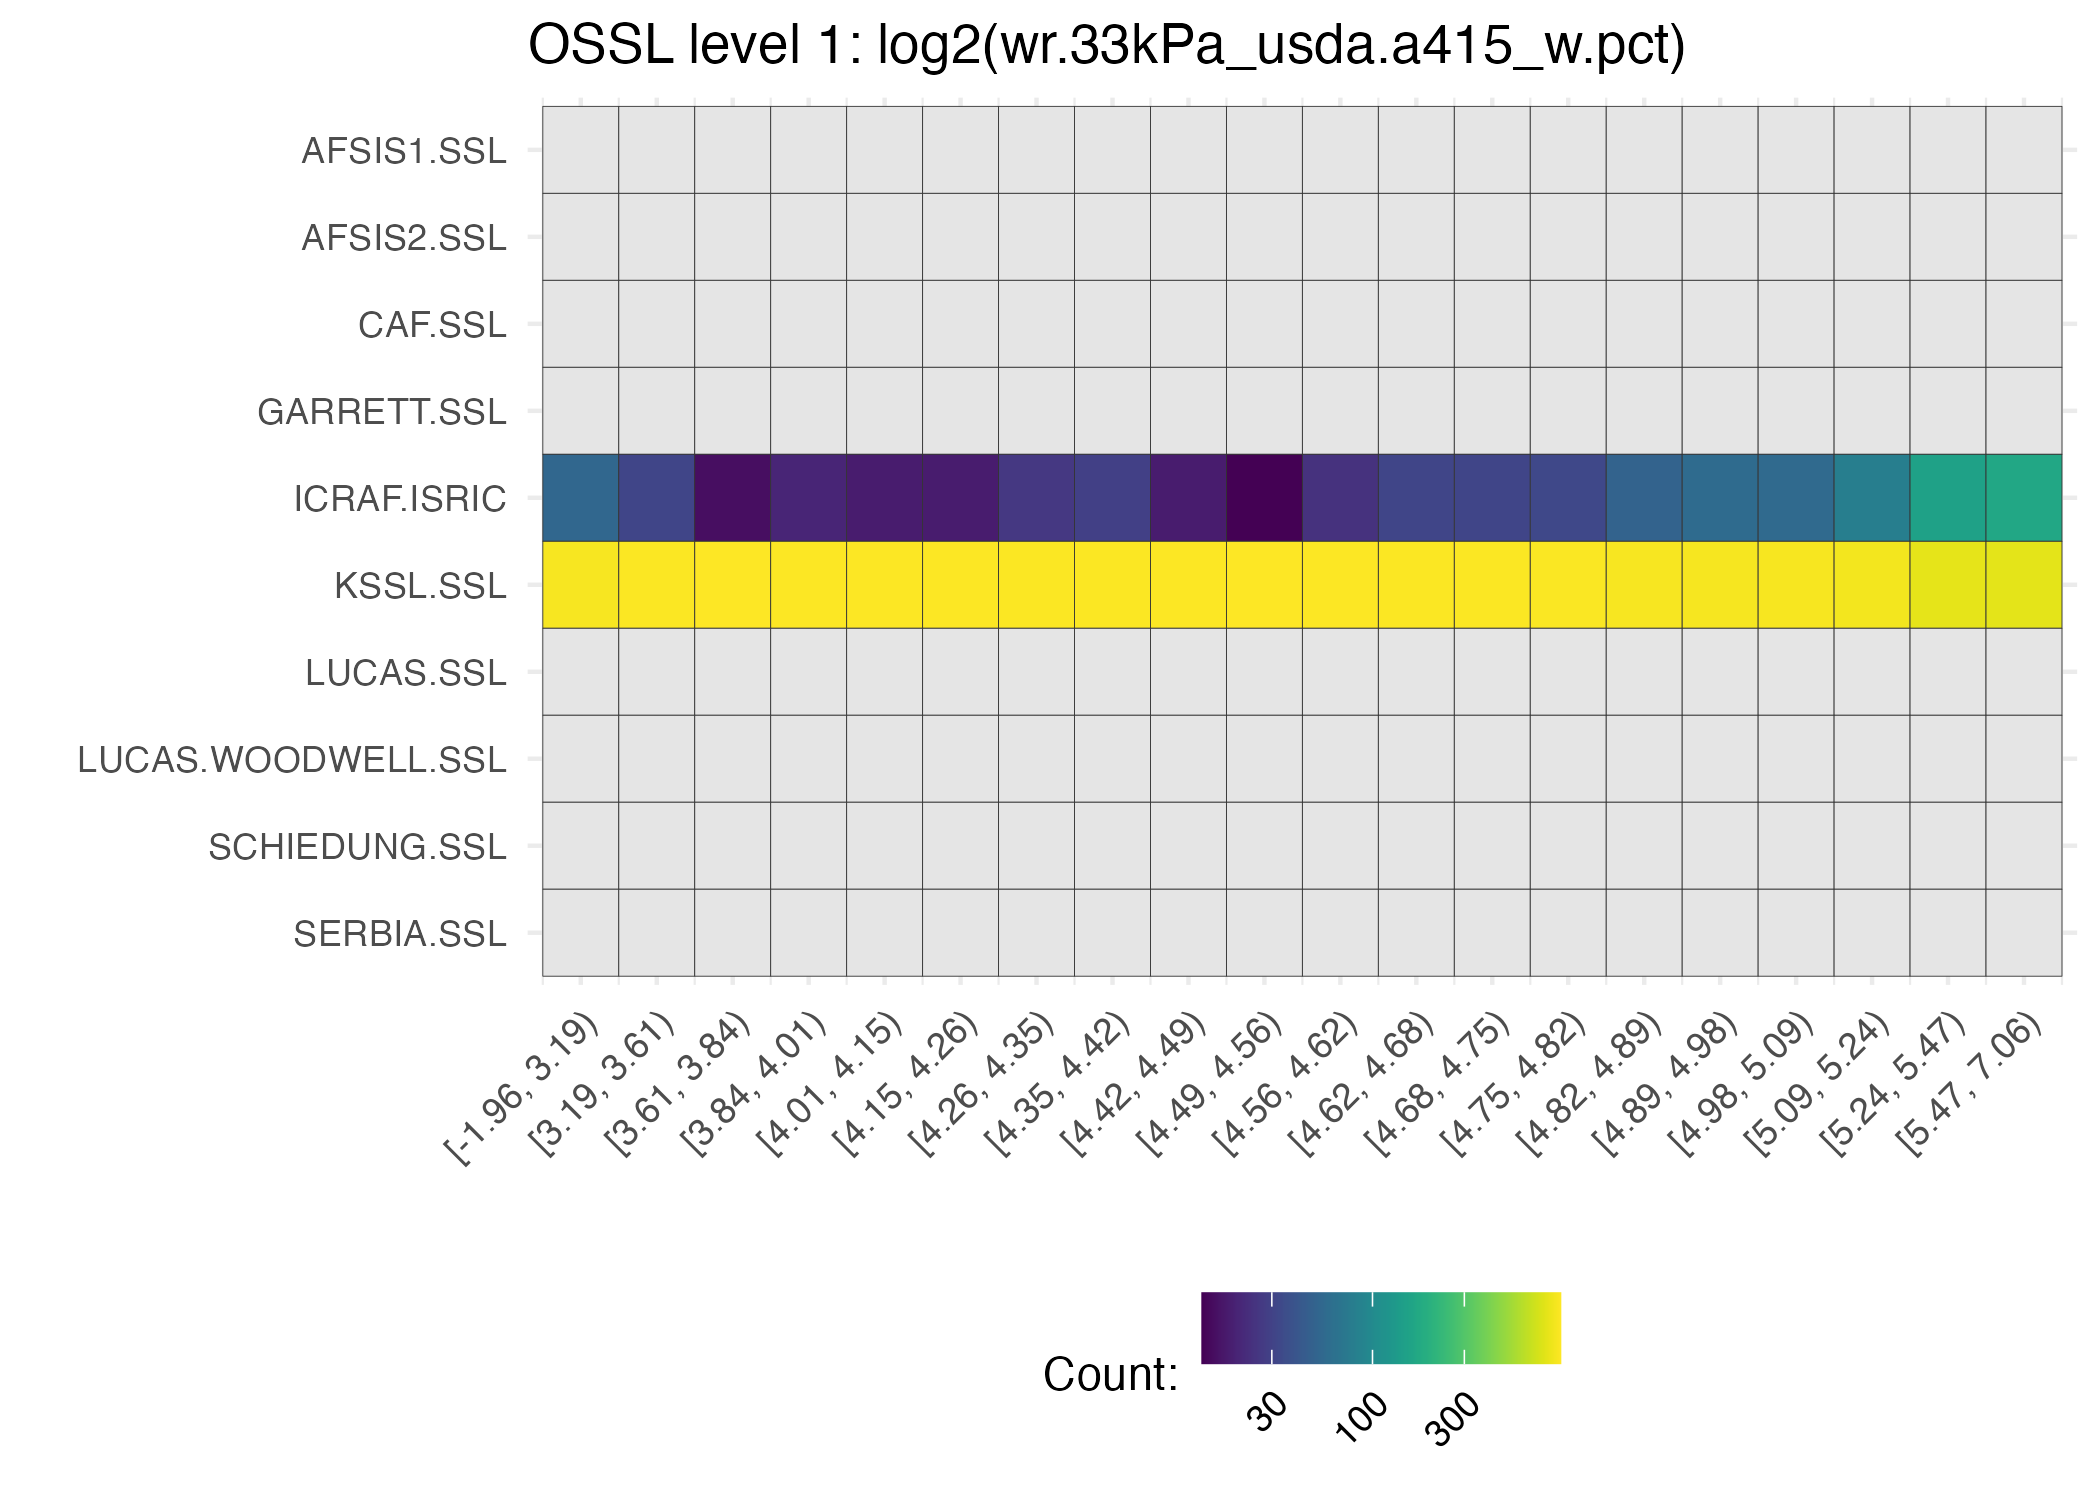 OSSL level 1: log2(wr.33kPa_usda.a415_w.pct)
AFSIS1.SSL
AFSIS2.SSL
CAF.SSL
GARRETT.SSL
ICRAF.ISRIC
KSSL.SSL
LUCAS.SSL
LUCAS.WOODWELL.SSL
SCHIEDUNG.SSL
SERBIA.SSL
[-1.96, 3.19)
[3.19, 3.61)
[3.61, 3.84)
[3.84, 4.01)
[4.01, 4.15)
[4.15, 4.26)
[4.26, 4.35)
[4.35, 4.42)
[4.42, 4.49)
[4.49, 4.56)
[4.56, 4.62)
[4.62, 4.68)
[4.68, 4.75)
[4.75, 4.82)
[4.82, 4.89)
[4.89, 4.98)
[4.98, 5.09)
[5.09, 5.24)
[5.24, 5.47)
[5.47, 7.06)
Count:
30
100
300